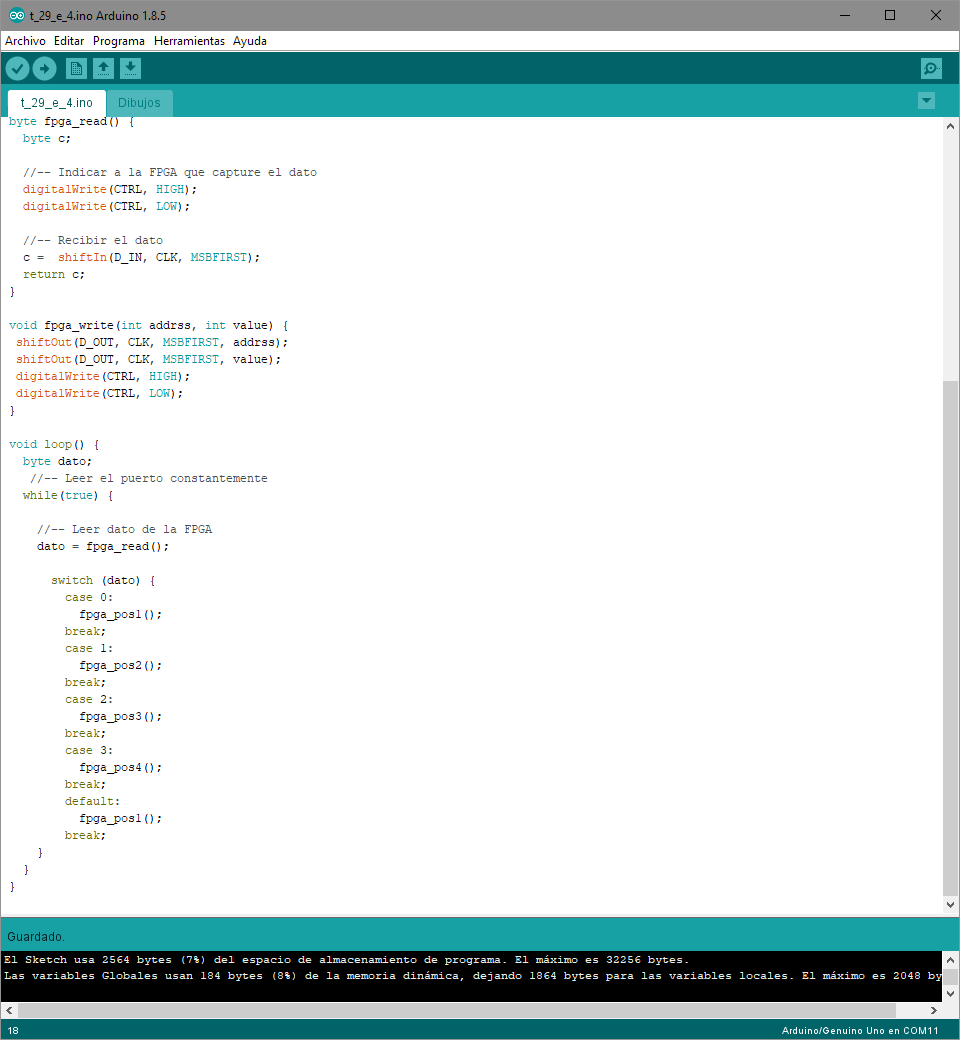 t_29_e_4.ino Arduino 1.8.5
Archivo Editar Programa Herramientas Ayuda
t_29_e_4.ino Dibujos
byte fpga_read() {
  byte c;
  //-- Indicar a la FPGA que capture el dato
  digitalWrite(CTRL, HIGH);
  digitalWrite(CTRL, LOW);
  //-- Recibir el dato
  c =  shiftIn(D_IN, CLK, MSBFIRST);
  return c;
}
void fpga_write(int addrss, int value) {
 shiftOut(D_OUT, CLK, MSBFIRST, addrss);
 shiftOut(D_OUT, CLK, MSBFIRST, value);
 digitalWrite(CTRL, HIGH);
 digitalWrite(CTRL, LOW);
}
void loop() {
  byte dato;
   //-- Leer el puerto constantemente
  while(true) {
    //-- Leer dato de la FPGA
    dato = fpga_read();
      switch (dato) {
        case 0:
          fpga_pos1();
        break;
        case 1:
          fpga_pos2();
        break;
        case 2:
          fpga_pos3();
        break;
        case 3:
          fpga_pos4();
        break;
        default:
          fpga_pos1();
        break;
    }
  }
}
Guardado.
El Sketch usa 2564 bytes (7%) del espacio de almacenamiento de programa. El máximo es 32256 bytes.
Las variables Globales usan 184 bytes (8%) de la memoria dinámica, dejando 1864 bytes para las variables locales. El máximo es 2048 by
18 Arduino/Genuino Uno en COM11